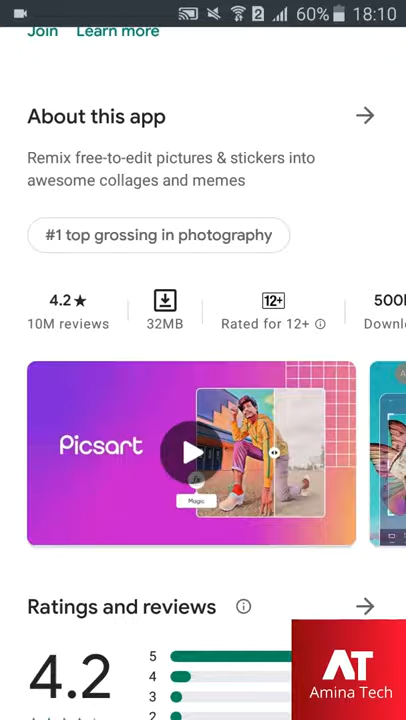 2 60% 18:10
Join Learn more
About this app
Remix free-to-edit pictures & stickers into
awesome collages and memes
#1 top grossing in photography
4.2★ 12+
10M reviews 32MB Rated for 12+
Picsart
Magic
Ratings and reviews
4.2
5
4
3
2
AT
Amina Tech